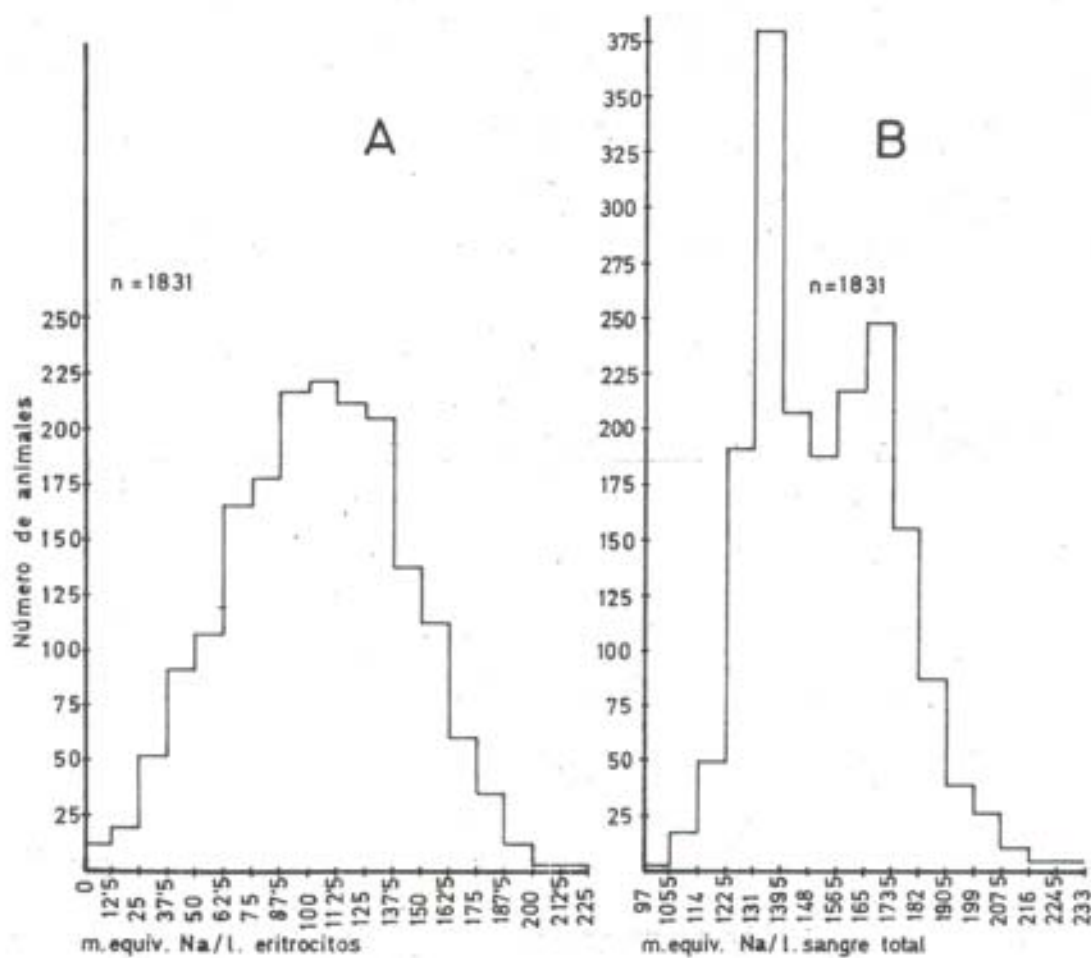 A
n = 1831
Número de animales
250
225
200
175
150
125
100
75
50
25
0 12'5 25 37'5 50 62'5 75 87'5 100 112'5 125 137'5 150 162'5 175 187'5 200 212'5 225
m.equiv. Na/l. eritrocitos
B
n=1831
375
350
325
300
275
250
225
200
175
150
125
100
75
50
25
97 105'5 114 122'5 131 139'5 148 156'5 165 173'5 182 190'5 199 207'5 216 224'5 233
m.equiv. Na/l. sangre total